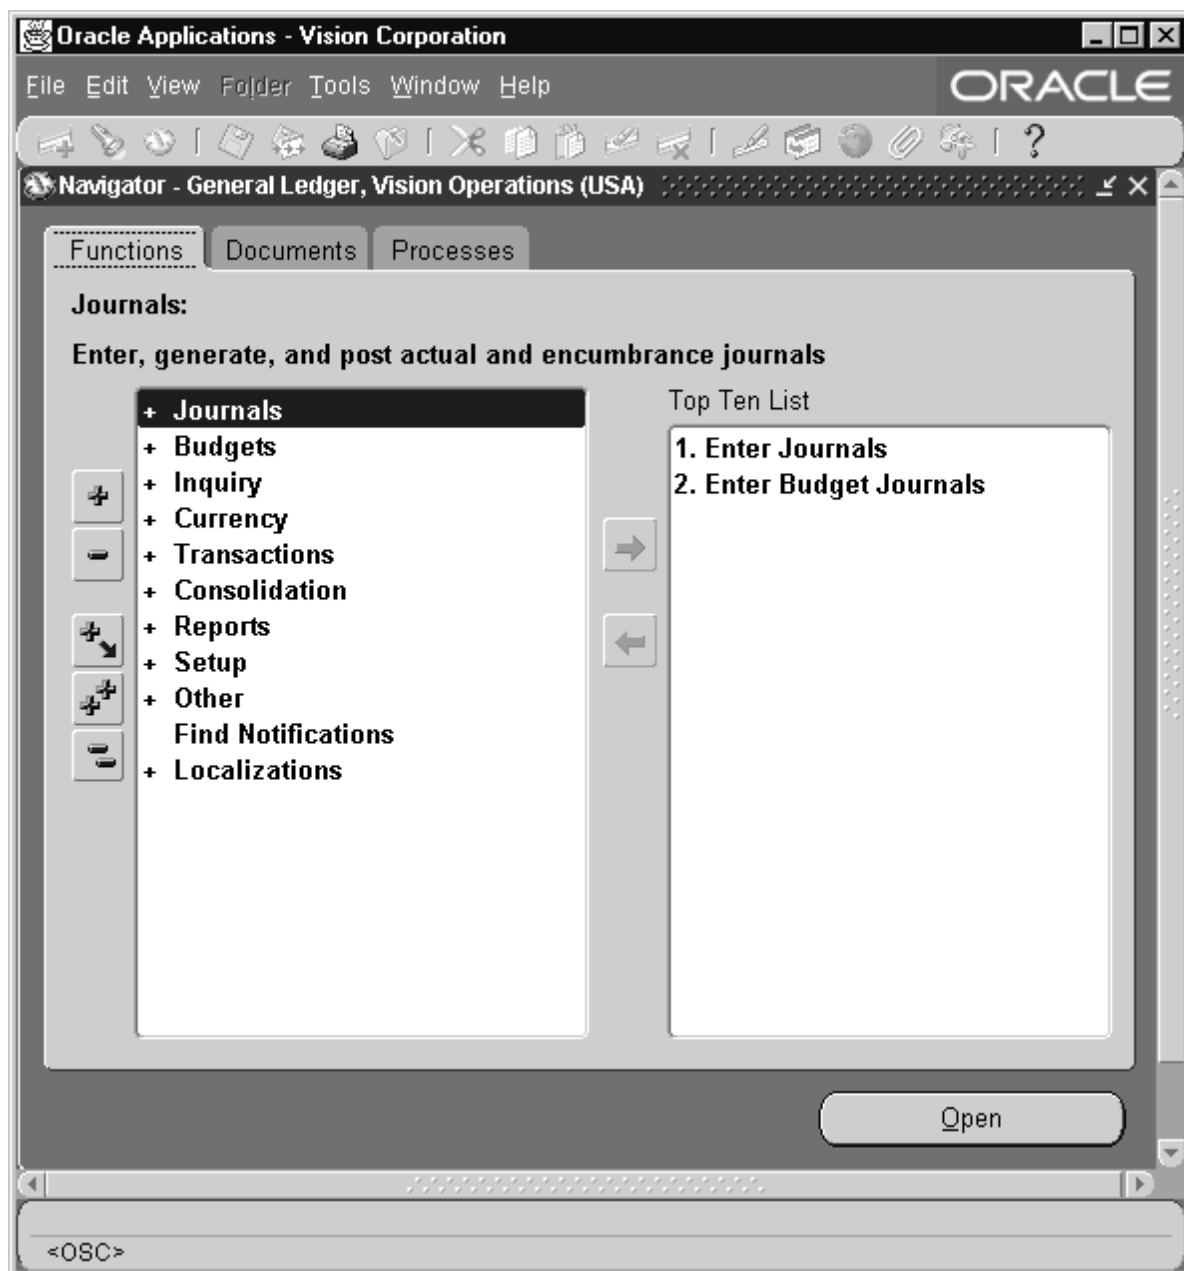 Oracle Applications - Vision Corporation
File Edit View Folder Tools Window Help
ORACLE
Navigator - General Ledger, Vision Operations (USA)
Functions Documents Processes
Journals:
Enter, generate, and post actual and encumbrance journals
+ Journals
+ Budgets
+ Inquiry
+ Currency
+ Transactions
+ Consolidation
+ Reports
+ Setup
+ Other
Find Notifications
+ Localizations
Top Ten List
1. Enter Journals
2. Enter Budget Journals
Open
<OSC>